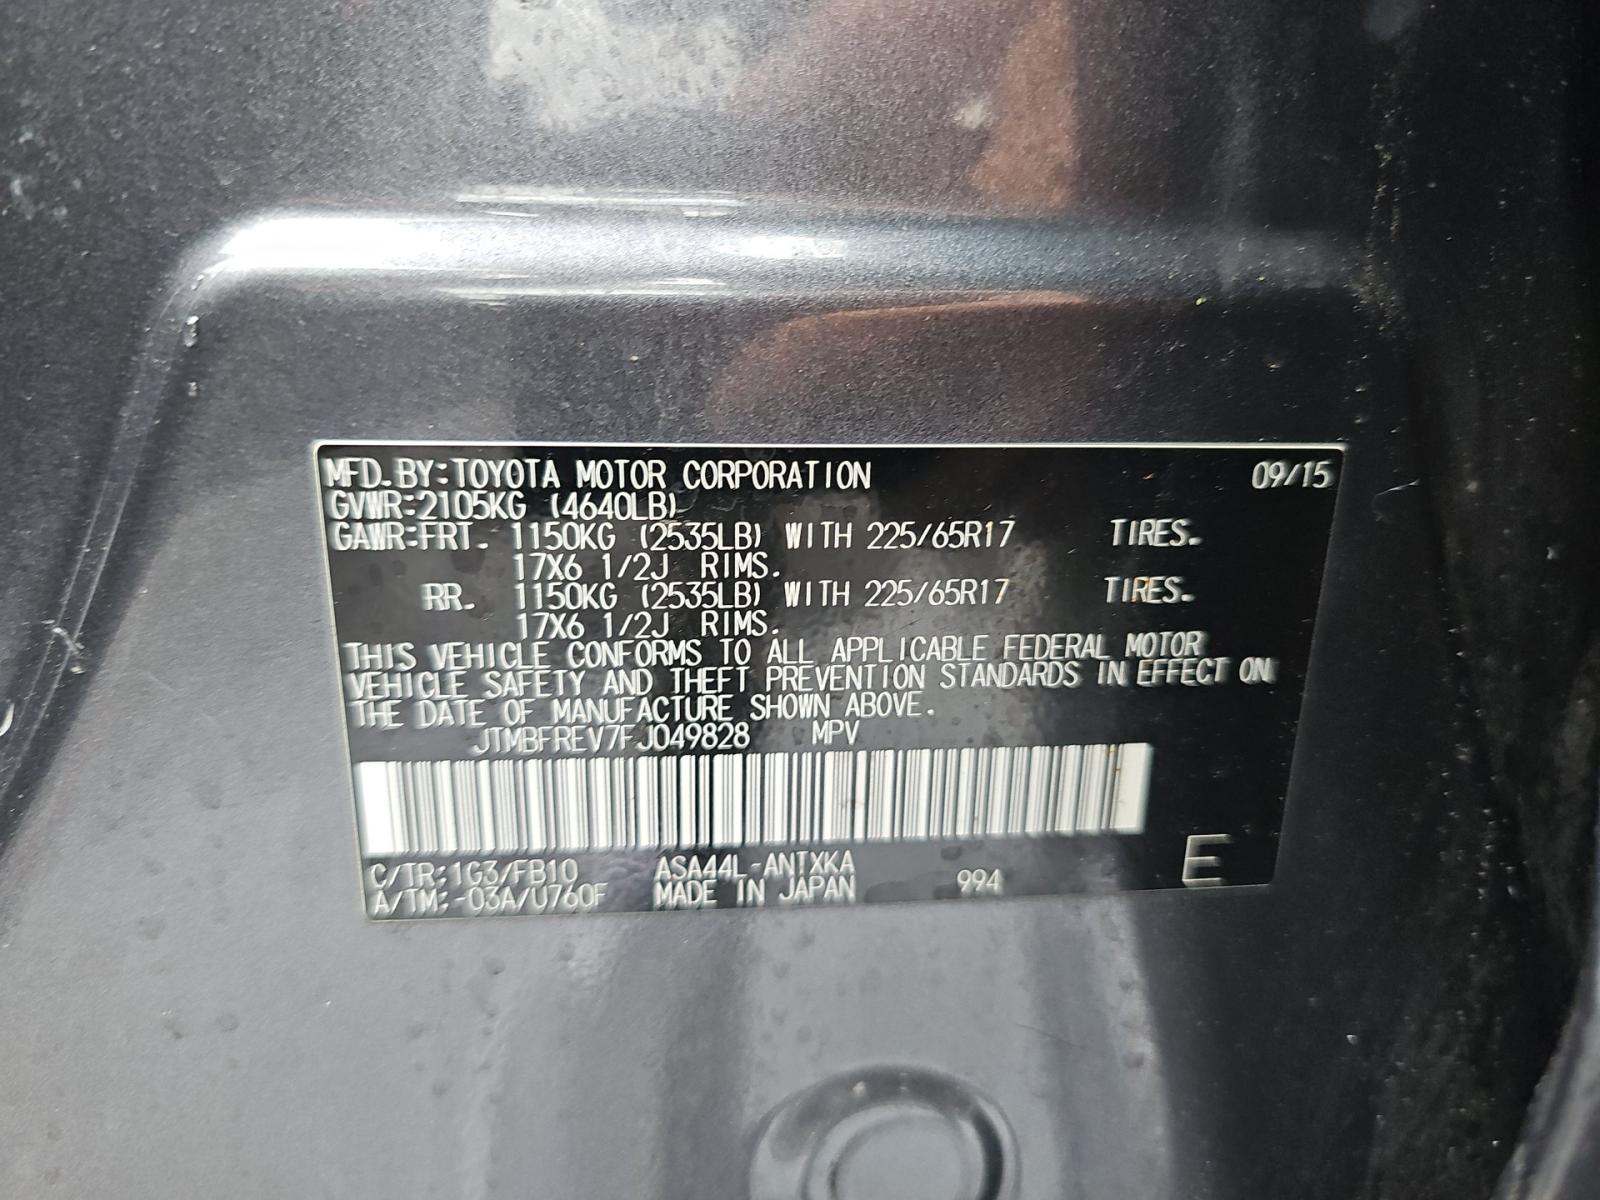 MFD.BY:TOYOTA MOTOR CORPORATION 09/15
GVWR:2105KG (4640LB)
GAWR:FRT. 1150KG (2535LB) WITH 225/65R17 TIRES.
17X6 1/2J RIMS.
RR. 1150KG (2535LB) WITH 225/65R17 TIRES.
17X6 1/2J RIMS.
THIS VEHICLE CONFORMS TO ALL APPLICABLE FEDERAL MOTOR
VEHICLE SAFETY AND THEFT PREVENTION STANDARDS IN EFFECT ON
THE DATE OF MANUFACTURE SHOWN ABOVE.
JTMBFREV7FJ049828 MPV
C/TR:1G3/FB10 ASA44L-ANTXKA
A/TM:-03A/U760F MADE IN JAPAN 994 E